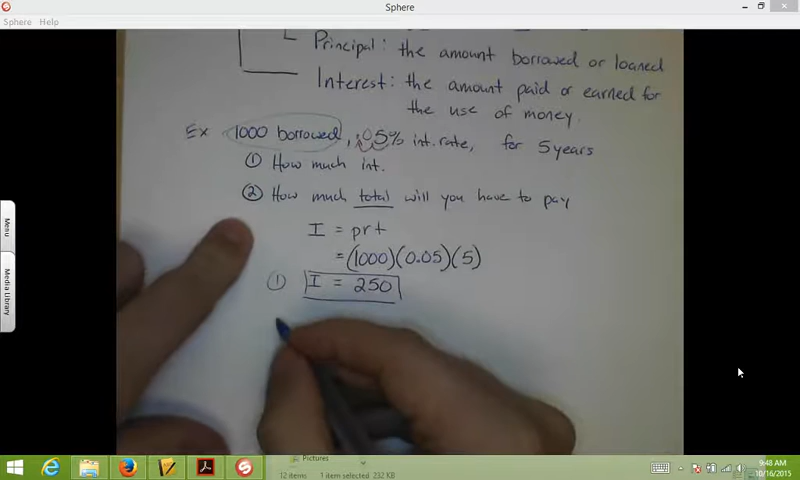 Sphere
Sphere Help
Principal: the amount borrowed or loaned
Interest: the amount paid or earned for
the use of money.
Ex 1000 borrowed, .05% int. rate, for 5 years
① How much int.
② How much total will you have to pay
I = prt
= (1000)(0.05)(5)
① I = 250
Menu
Media Library
Pictures
12 items 1 item selected 232 KB
9:48 AM
10/16/2015